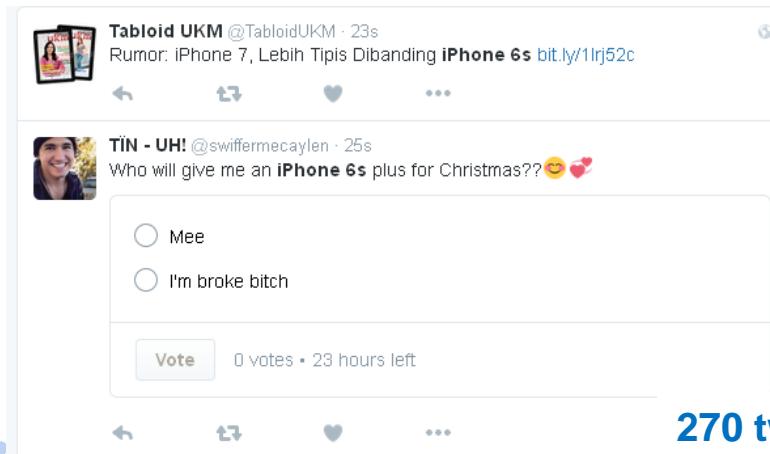 Tabloid UKM @TabloidUKM · 23s
Rumor: iPhone 7, Lebih Tipis Dibanding iPhone 6s bit.ly/1lrj52c
TÏN - UH! @swiffermecaylen · 25s
Who will give me an iPhone 6s plus for Christmas??😊💞
Mee
I'm broke bitch
Vote 0 votes • 23 hours left
270